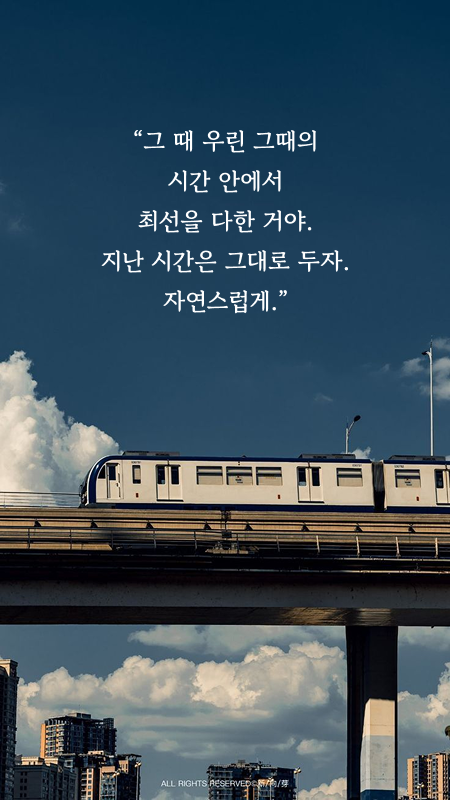 “그 때 우린 그때의
시간 안에서
최선을 다한 거야.
지난 시간은 그대로 두자.
자연스럽게.”
ALL RIGHTS RESERVED